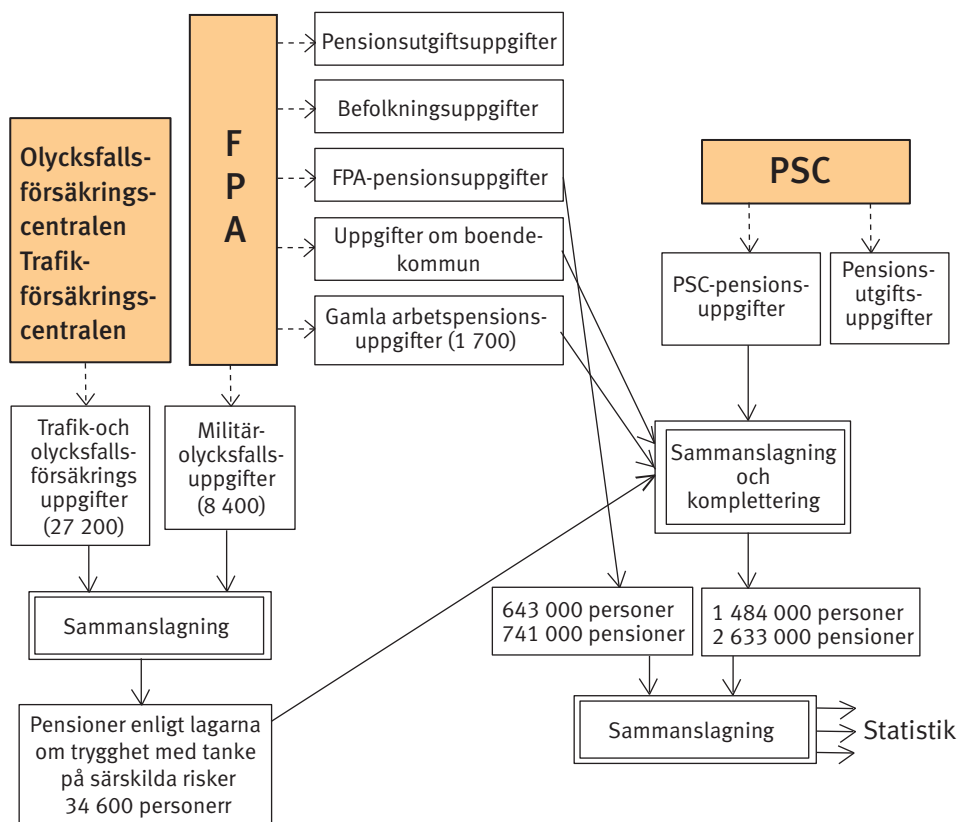 Olycksfalls-
försäkrings-
centralen
Trafik-
försäkrings-
centralen
F
P
A
Pensionsutgiftsuppgifter
Befolkningsuppgifter
FPA-pensionsuppgifter
Uppgifter om boende-
kommun
Gamla arbetspensions-
uppgifter (1 700)
PSC
PSC-pensions-
uppgifter
Pensions-
utgifts-
uppgifter
Trafik-och
olycksfalls-
försäkrings
uppgifter
(27 200)
Militär-
olycksfalls-
uppgifter
(8 400)
Sammanslagning
och
komplettering
Sammanslagning
643 000 personer
741 000 pensioner
1 484 000 personer
2 633 000 pensioner
Pensioner enligt lagarna
om trygghet med tanke
på särskilda risker
34 600 personerr
Sammanslagning
Statistik